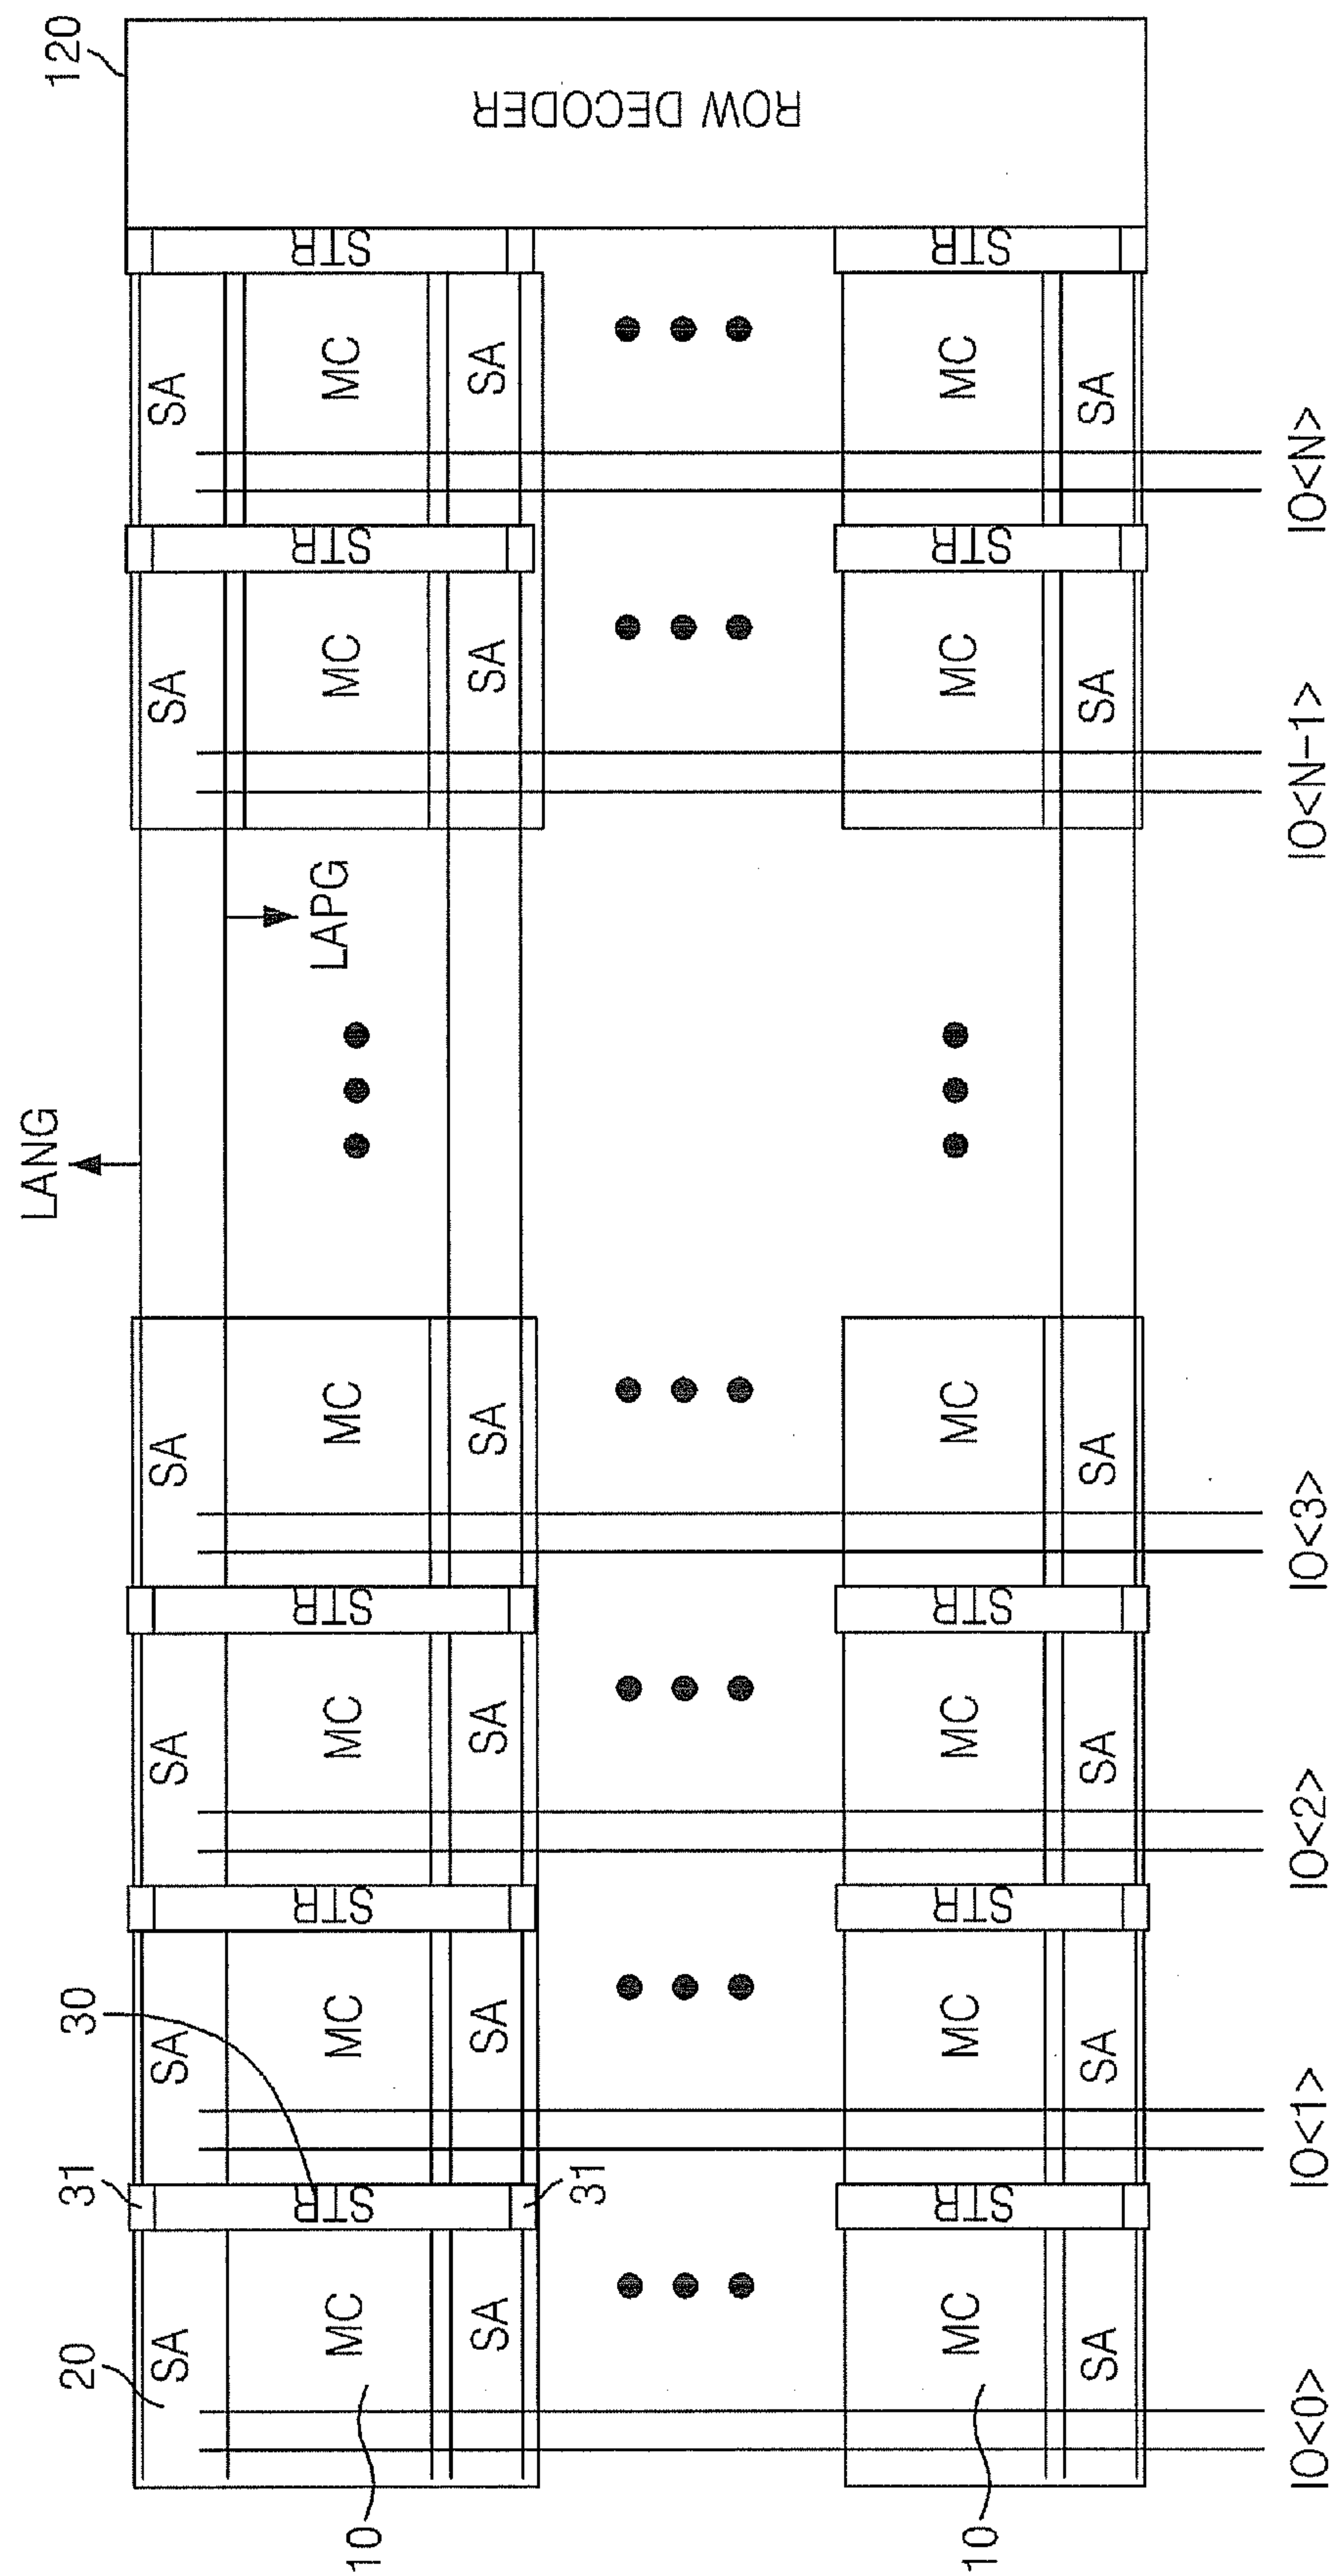 LANG
20 31 30 120
SA SA SA SA SA SA
10 MC STR MC STR MC STR MC LAPG MC STR MC STR
SA SA SA SA SA SA
31
ROW DECODER
10 MC STR MC STR MC STR MC MC STR MC STR
SA SA SA SA SA SA
IO<0> IO<1> IO<2> IO<3> IO<N-1> IO<N>